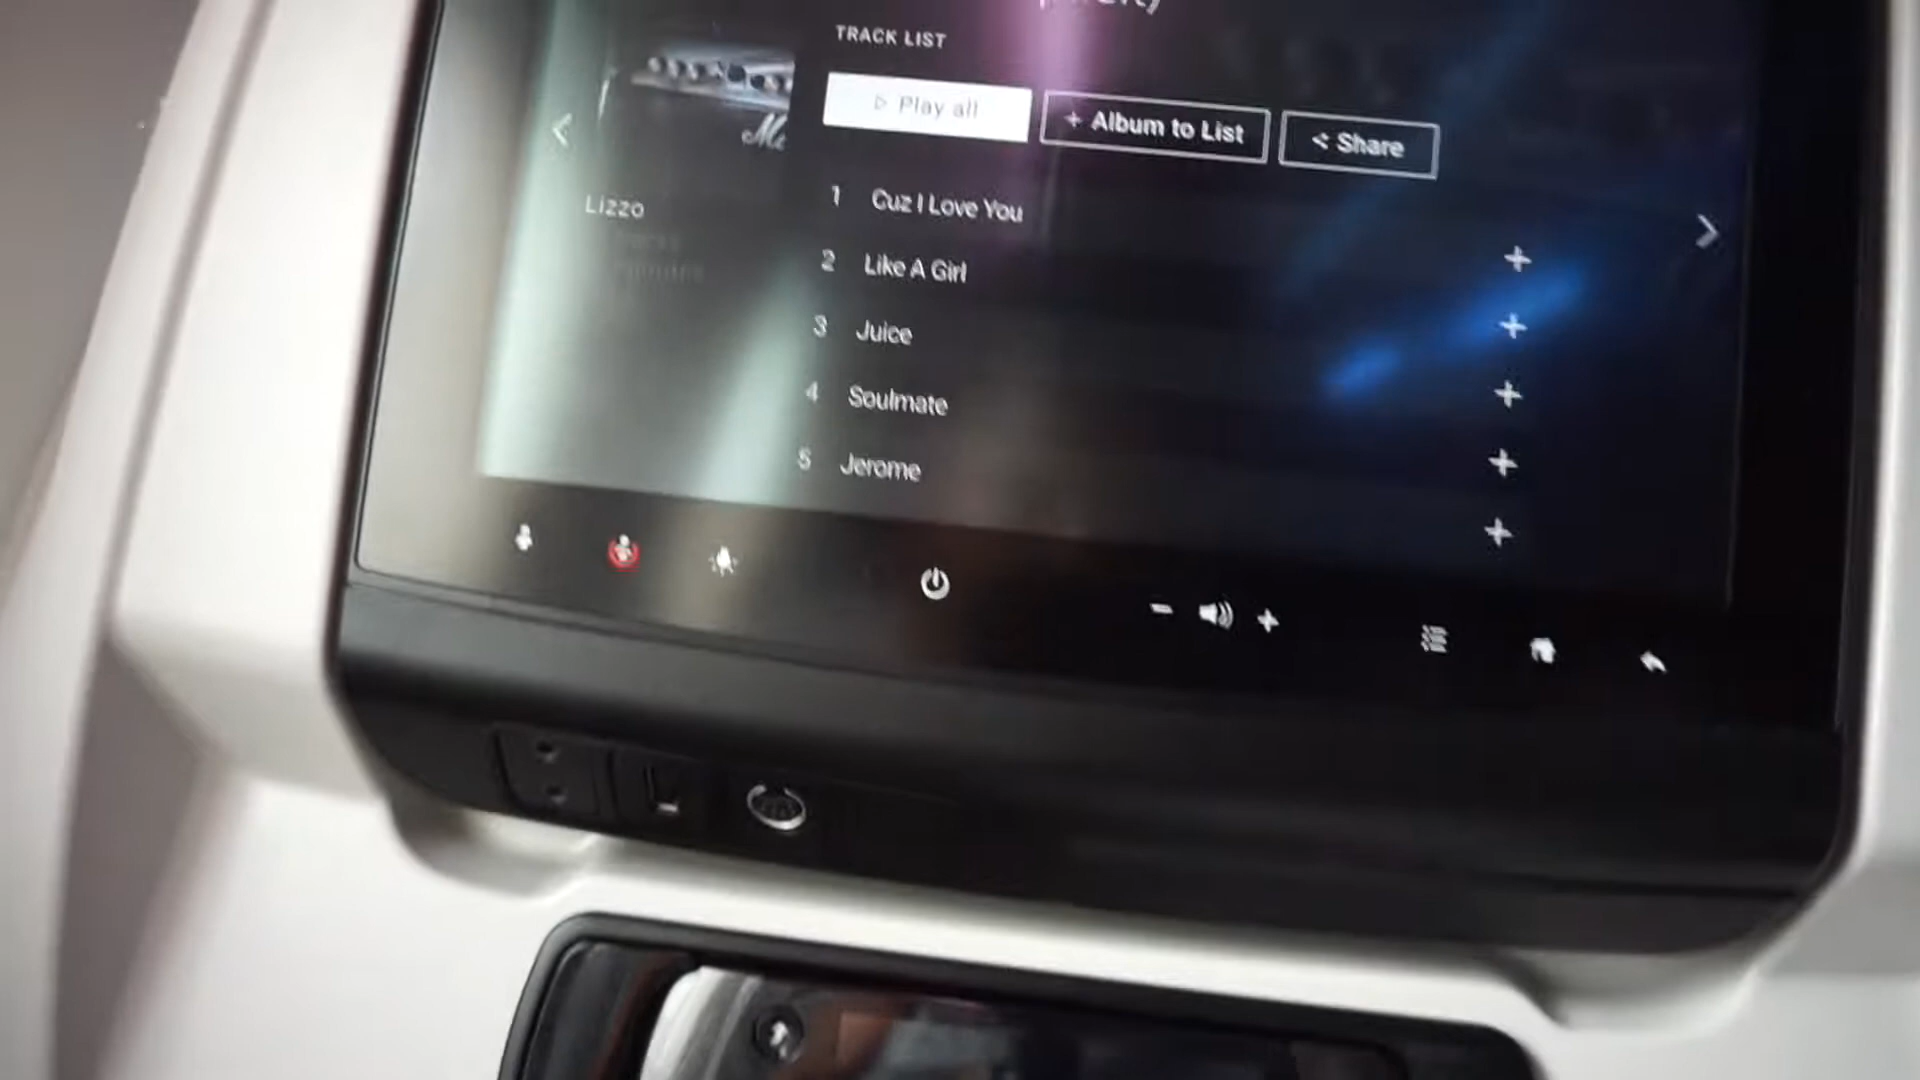 TRACK LIST
Play all
+ Album to List
Share
Lizzo
1 Cuz I Love You
2 Like A Girl
3 Juice
4 Soulmate
5 Jerome